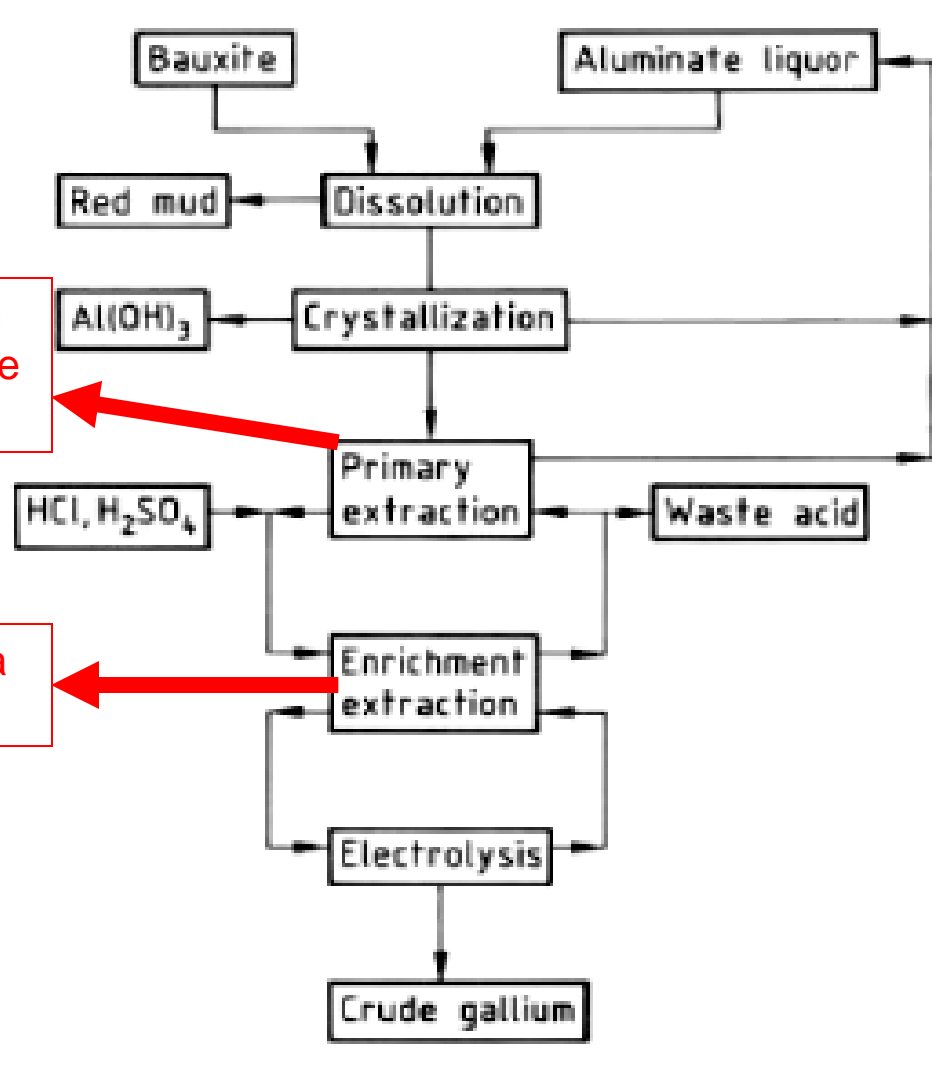 Bauxite
Aluminate liquor
Red mud
Dissolution
Al(OH)₃
Crystallization
e
Primary
extraction
HCl, H₂SO₄
Waste acid
a
Enrichment
extraction
Electrolysis
Crude gallium